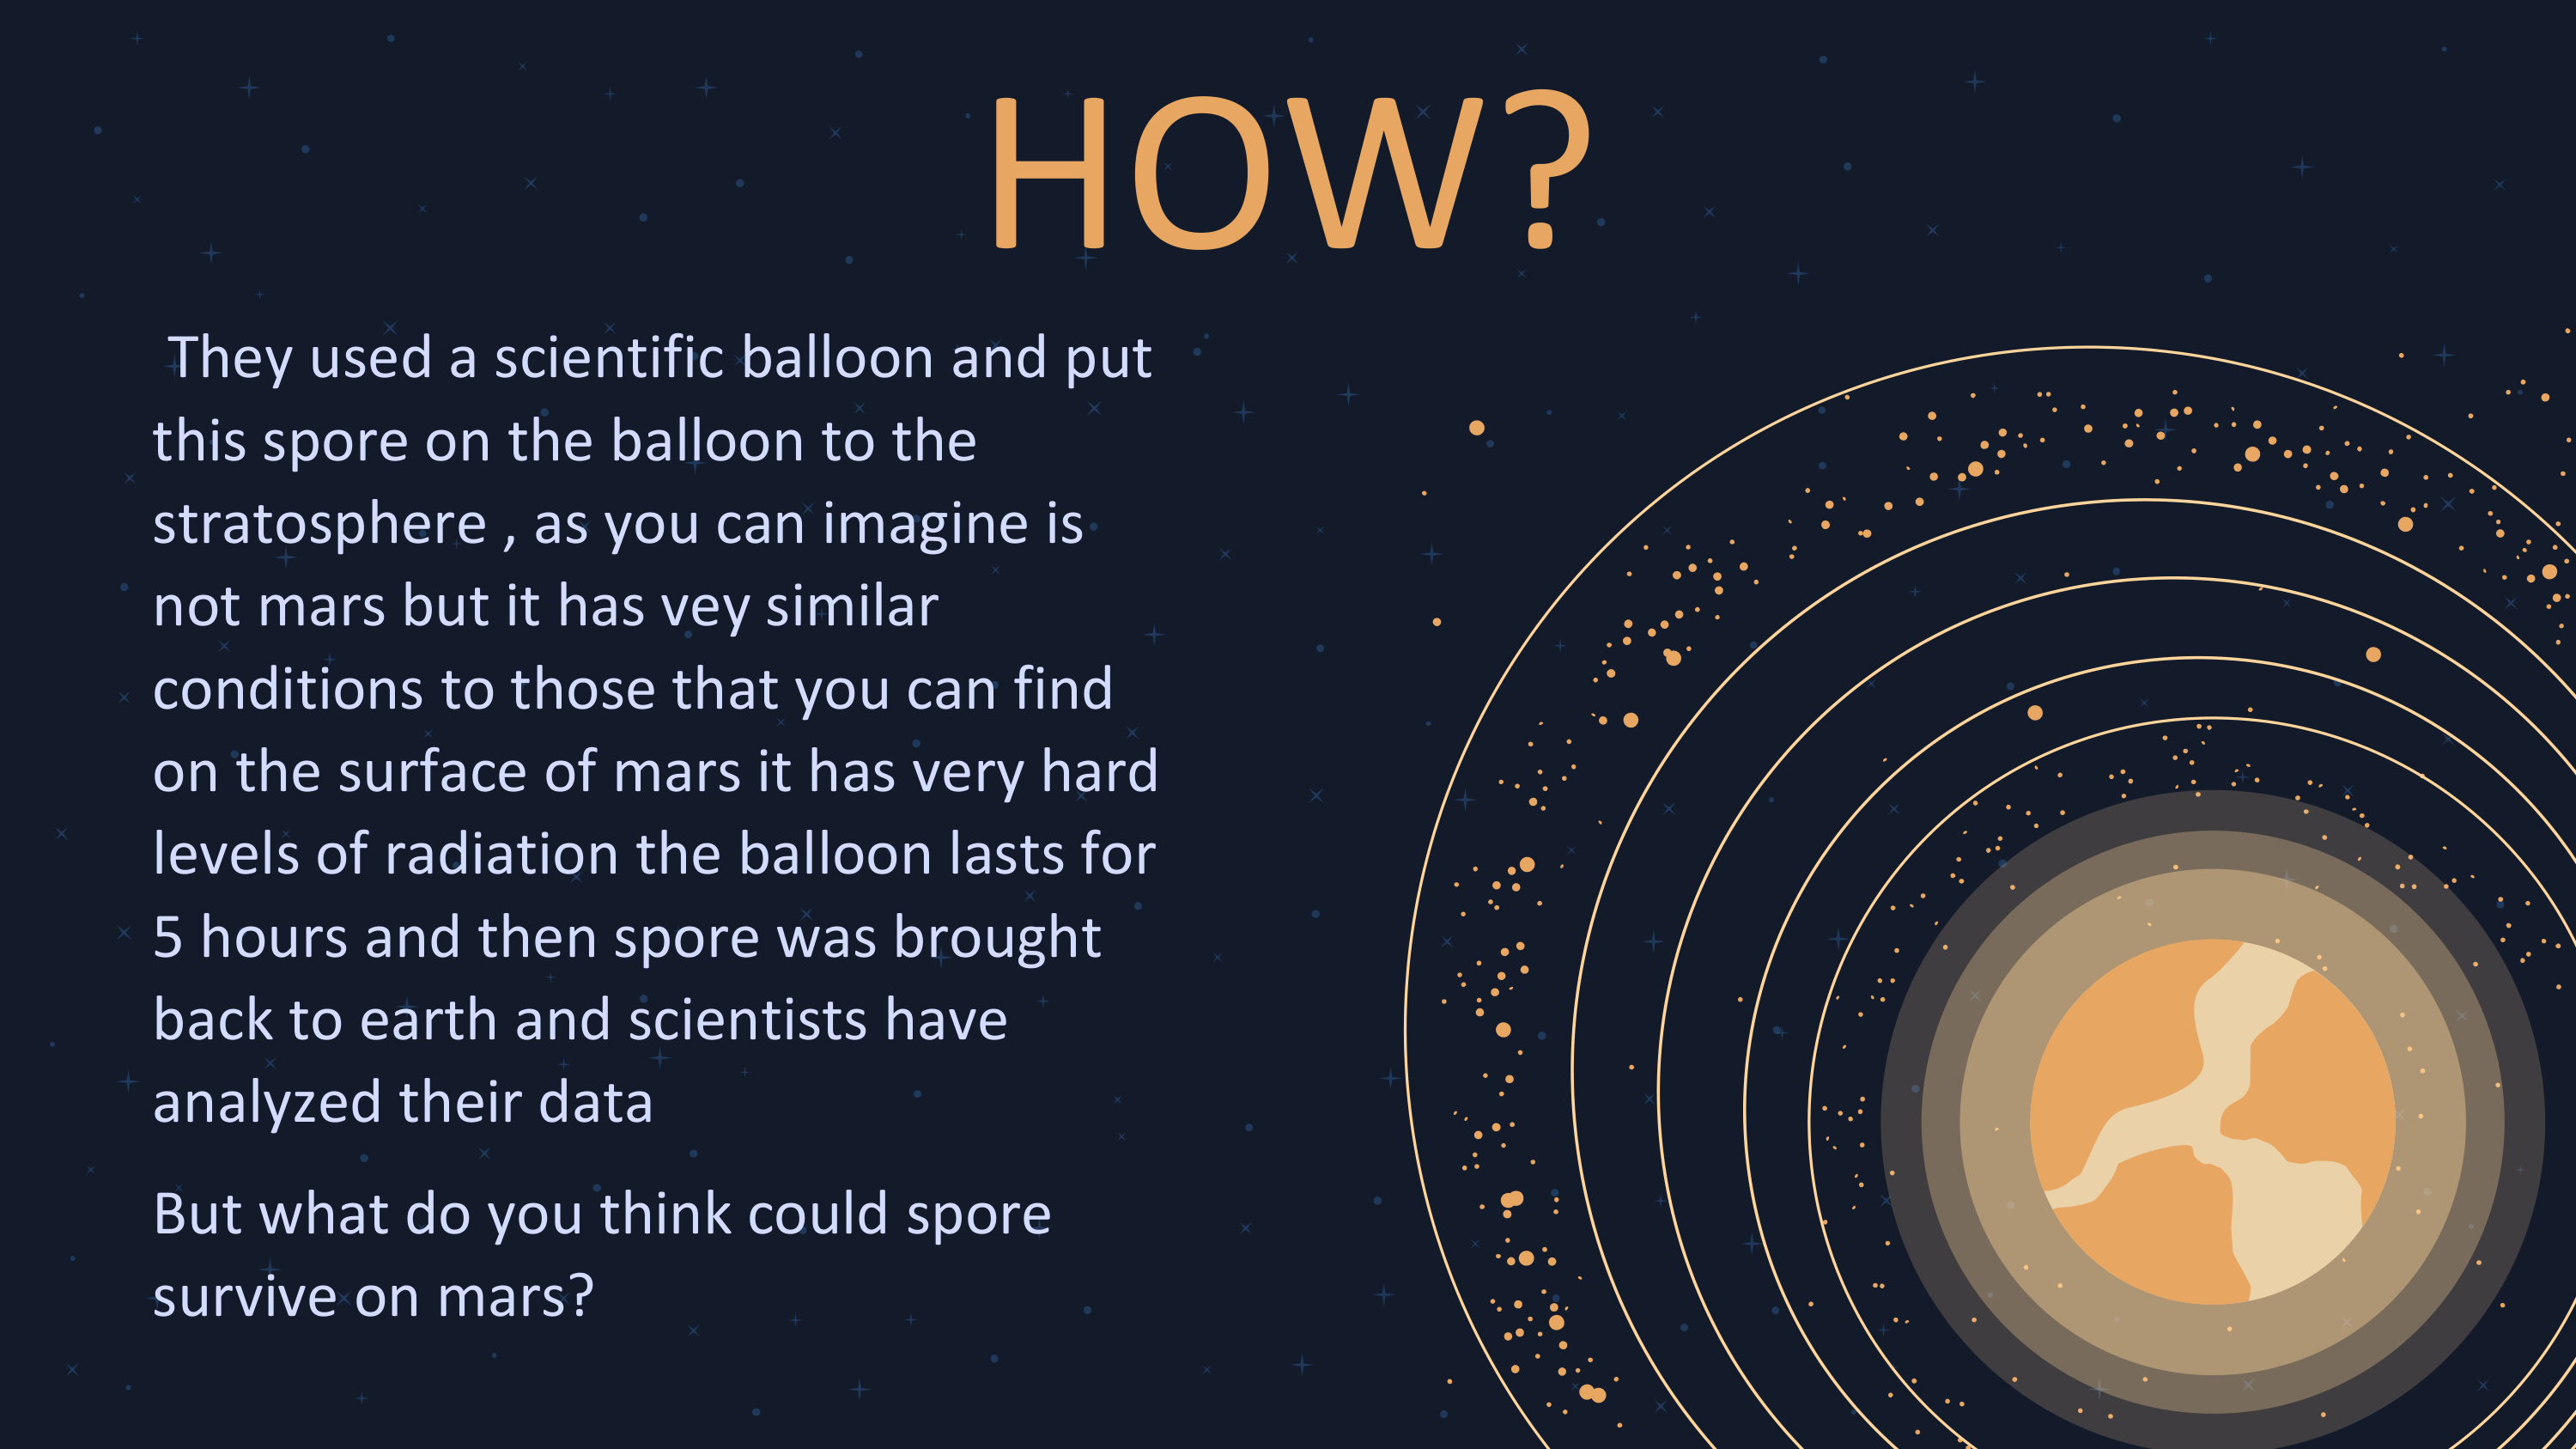 HOW?
They used a scientific balloon and put
this spore on the balloon to the
stratosphere , as you can imagine is
not mars but it has vey similar
conditions to those that you can find
on the surface of mars it has very hard
levels of radiation the balloon lasts for
5 hours and then spore was brought
back to earth and scientists have
analyzed their data
But what do you think could spore
survive on mars?